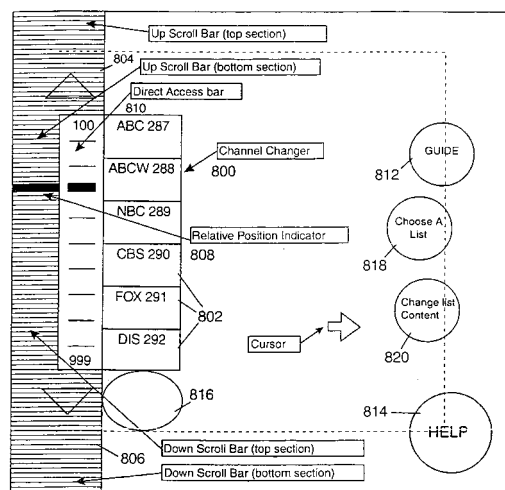 Up Scroll Bar (top section)
804
Up Scroll Bar (bottom section)
Direct Access bar
810
100
ABC 287
Channel Changer
800
GUIDE
812
ABCW 288
NBC 289
Relative Position Indicator
808
Choose A
List
818
CBS 290
802
FOX 291
Change list
Content
820
Cursor
DIS 292
999
816
814
HELP
Down Scroll Bar (top section)
806
Down Scroll Bar (bottom section)